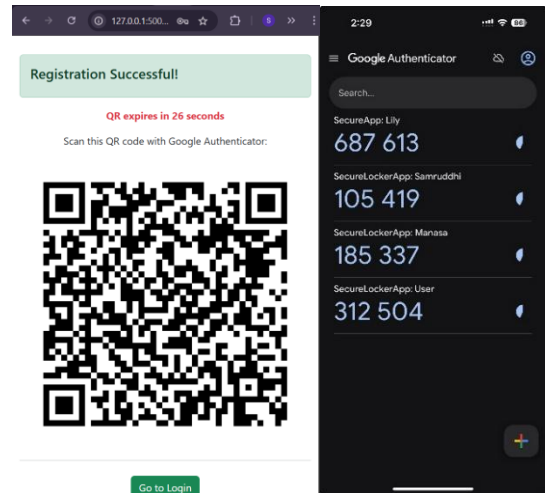 127.0.0.1:500...
S
Registration Successful!
QR expires in 26 seconds
Scan this QR code with Google Authenticator:
Go to Login
2:29
86
Google Authenticator
Search...
SecureApp: Lily
687 613
SecureLockerApp: Samruddhi
105 419
SecureLockerApp: Manasa
185 337
SecureLockerApp: User
312 504